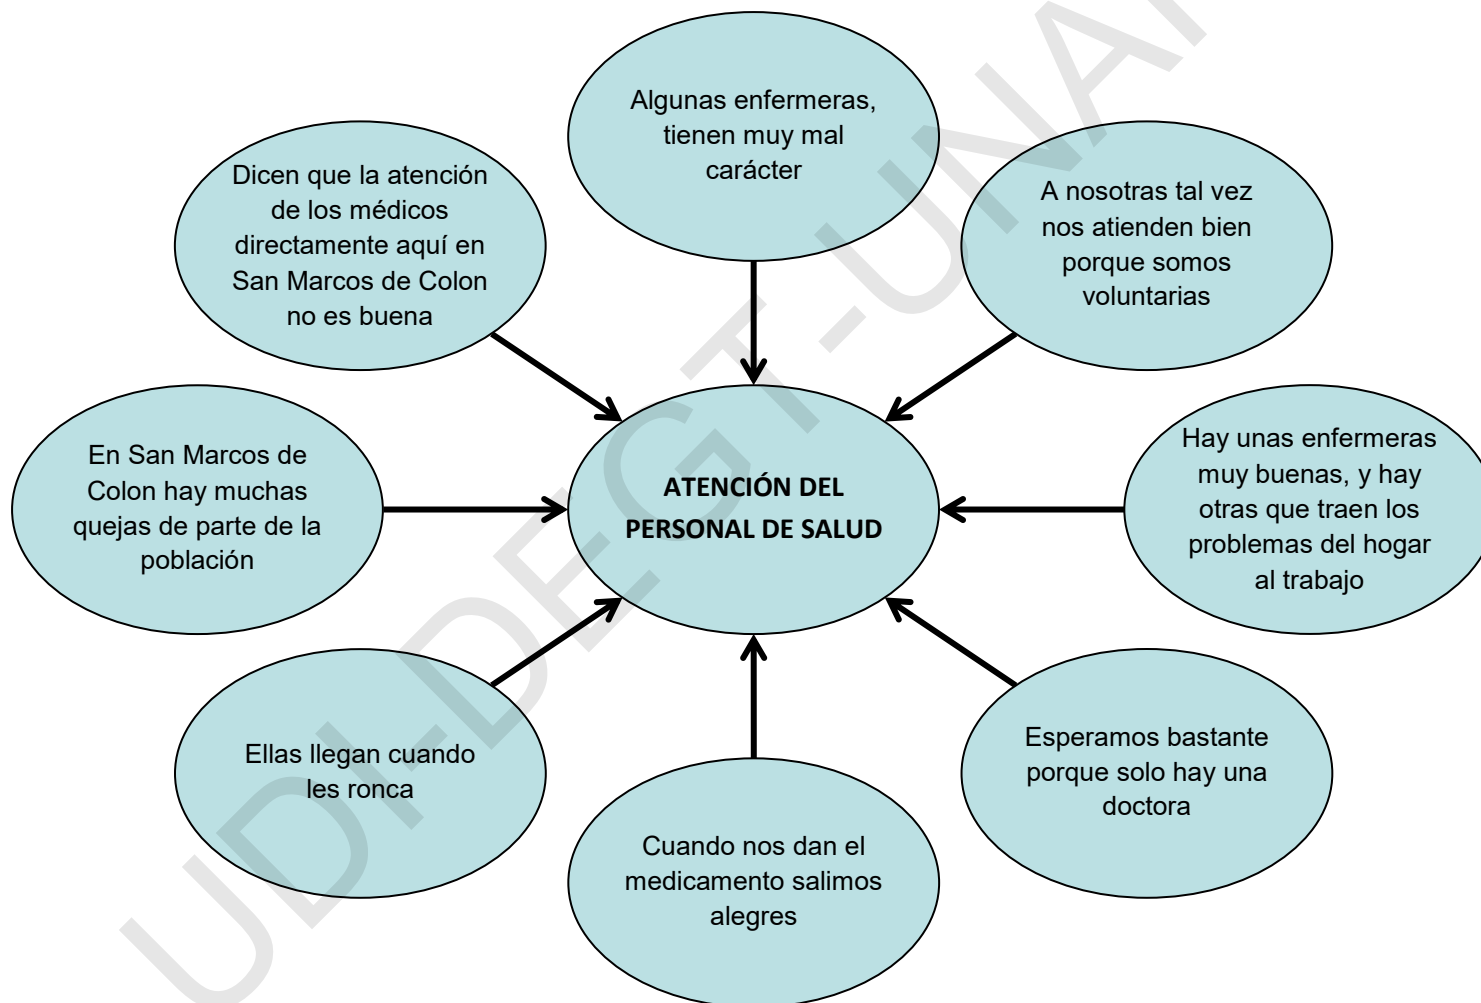 Algunas enfermeras,
tienen muy mal
carácter
Dicen que la atención
de los médicos
directamente aquí en
San Marcos de Colon
no es buena
A nosotras tal vez
nos atienden bien
porque somos
voluntarias
En San Marcos de
Colon hay muchas
quejas de parte de la
población
ATENCIÓN DEL
PERSONAL DE SALUD
Hay unas enfermeras
muy buenas, y hay
otras que traen los
problemas del hogar
al trabajo
Ellas llegan cuando
les ronca
Esperamos bastante
porque solo hay una
doctora
Cuando nos dan el
medicamento salimos
alegres